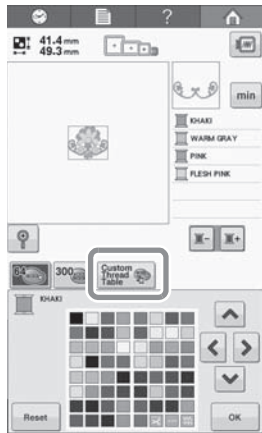 ?
41.4 mm
49.3 mm
min
KHAKI
WARM GRAY
PINK
FLESH PINK
64
300
Custom
Thread
Table
KHAKI
Reset
OK